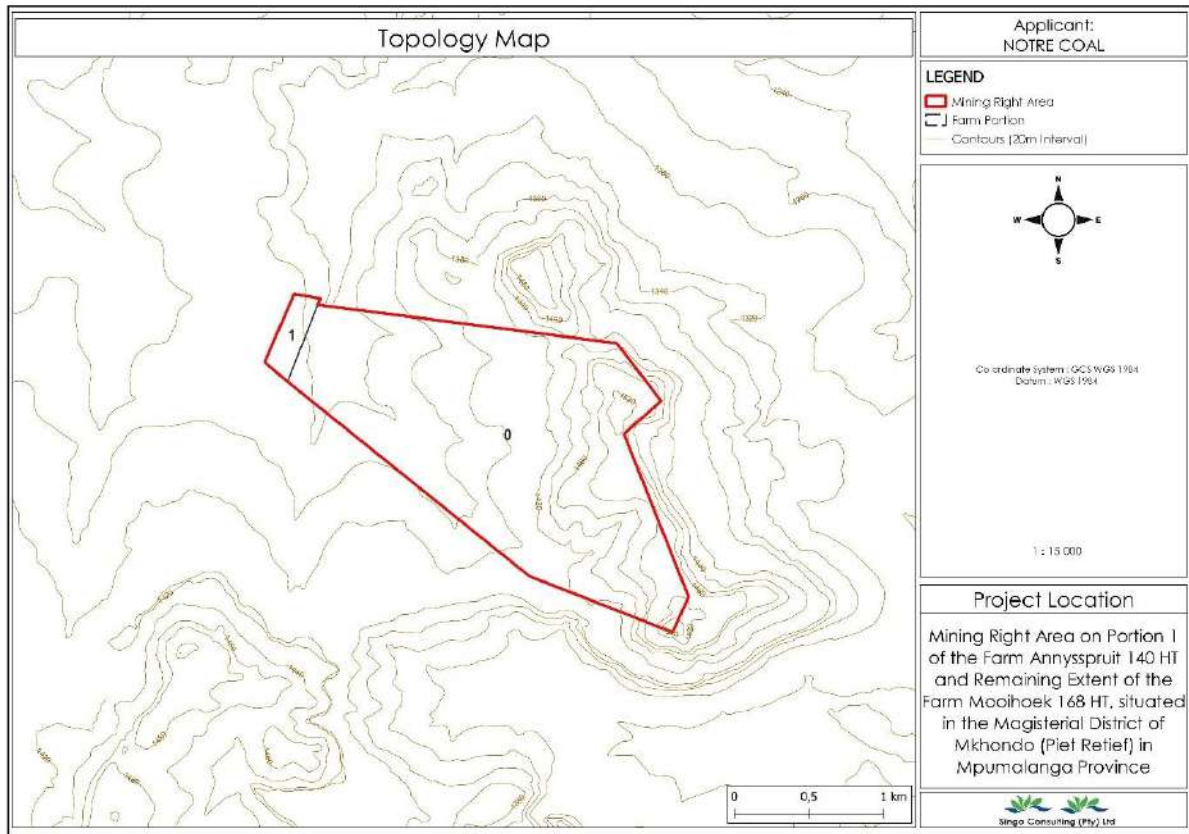 Topology Map
Applicant:
NOTRE COAL
LEGEND
Mining Right Area
Farm Portion
Contours (20m Interval)
N
W
E
S
Co ordinate System : GCS WGS 1984
Datum : WGS 1984
1 : 15 000
Project Location
Mining Right Area on Portion 1
of the Farm Annysspruit 140 HT
and Remaining Extent of the
Farm Mooihoek 168 HT, situated
in the Magisterial District of
Mkhondo (Piet Retief) in
Mpumalanga Province
Singo Consulting (Pty) Ltd
1
0
0
0,5
1 km